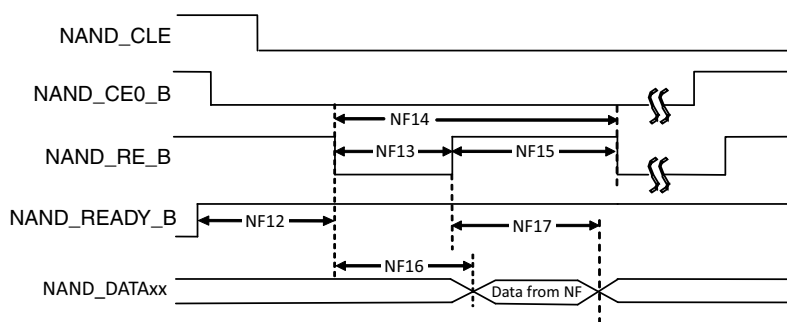 NAND_CLE
NAND_CE0_B
NF14
NAND_RE_B
NF13
NF15
NAND_READY_B
NF12
NF17
NF16
NAND_DATAxx
Data from NF